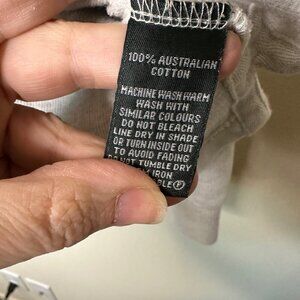 100% AUSTRALIAN
COTTON
MACHINE WASH WARM
WASH WITH
SIMILAR COLOURS
DO NOT BLEACH
LINE DRY IN SHADE
OR TURN INSIDE OUT
TO AVOID FADING
DO NOT TUMBLE DRY
IRON
P